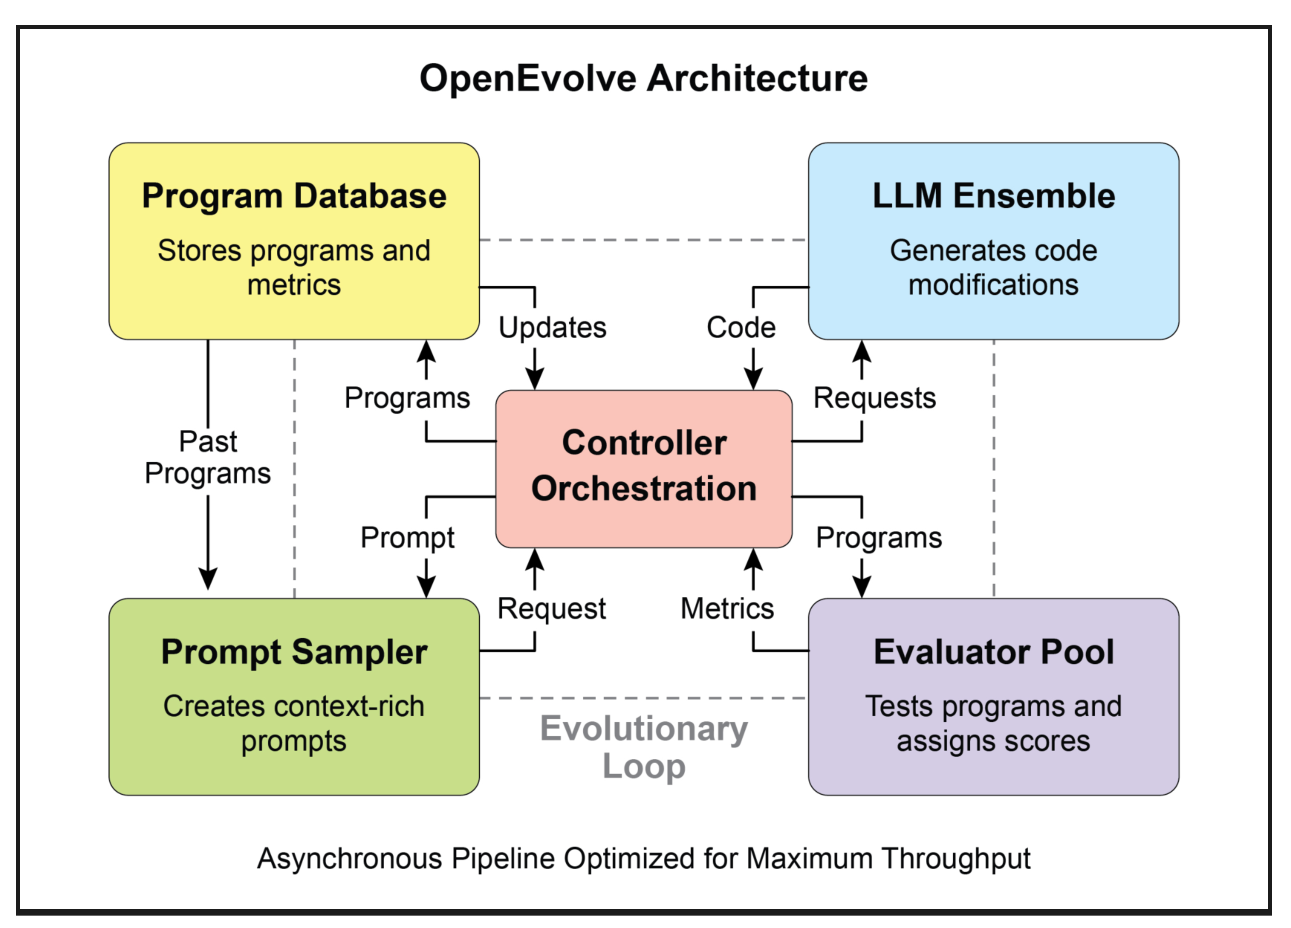 OpenEvolve Architecture
Program Database
Stores programs and
metrics
LLM Ensemble
Generates code
modifications
Updates
Code
Programs
Requests
Past
Programs
Controller
Orchestration
Prompt
Programs
Request
Metrics
Prompt Sampler
Creates context-rich
prompts
Evaluator Pool
Tests programs and
assigns scores
Evolutionary
Loop
Asynchronous Pipeline Optimized for Maximum Throughput